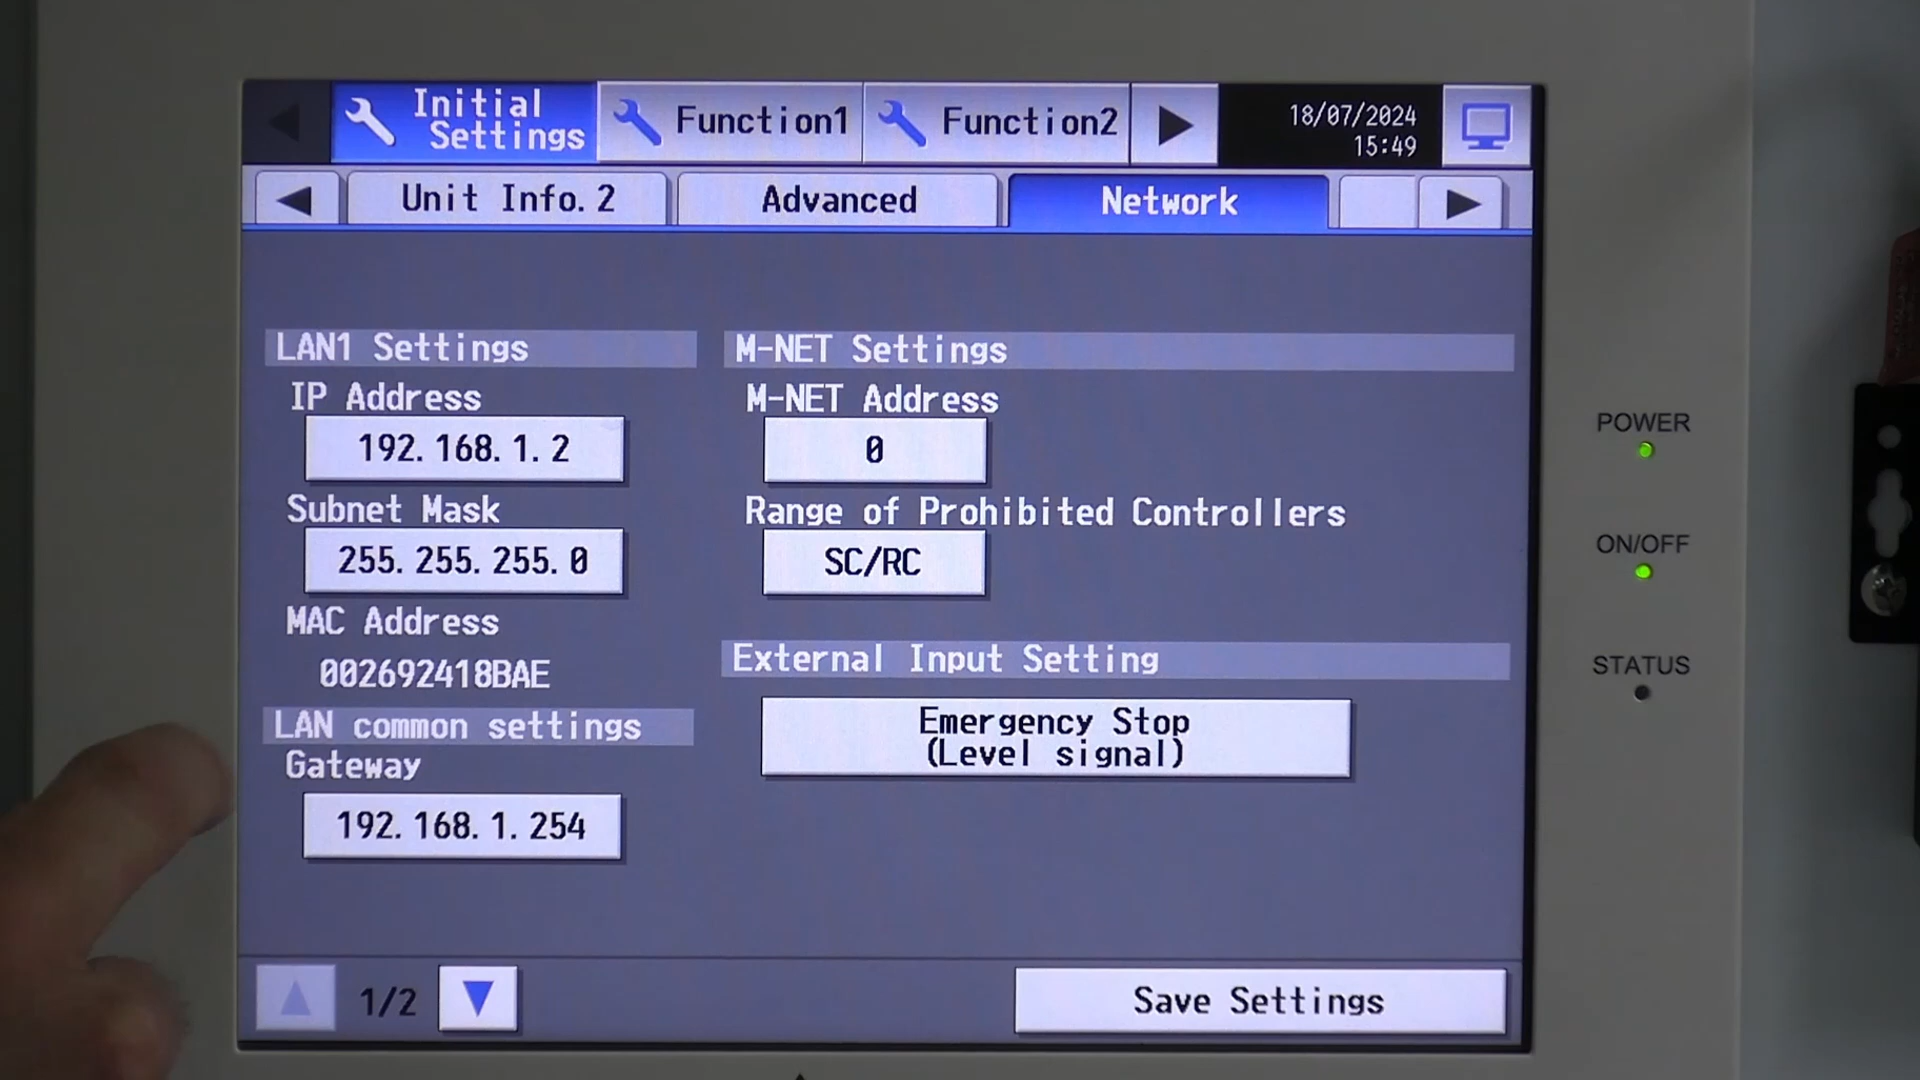 Initial
Settings
Function1
Function2
18/07/2024
15:49
Unit Info.2
Advanced
Network
LAN1 Settings
IP Address
192.168.1.2
Subnet Mask
255.255.255.0
MAC Address
002692418BAE
LAN common settings
Gateway
192.168.1.254
M-NET Settings
M-NET Address
0
Range of Prohibited Controllers
SC/RC
External Input Setting
Emergency Stop
(Level signal)
1/2
Save Settings
POWER
ON/OFF
STATUS